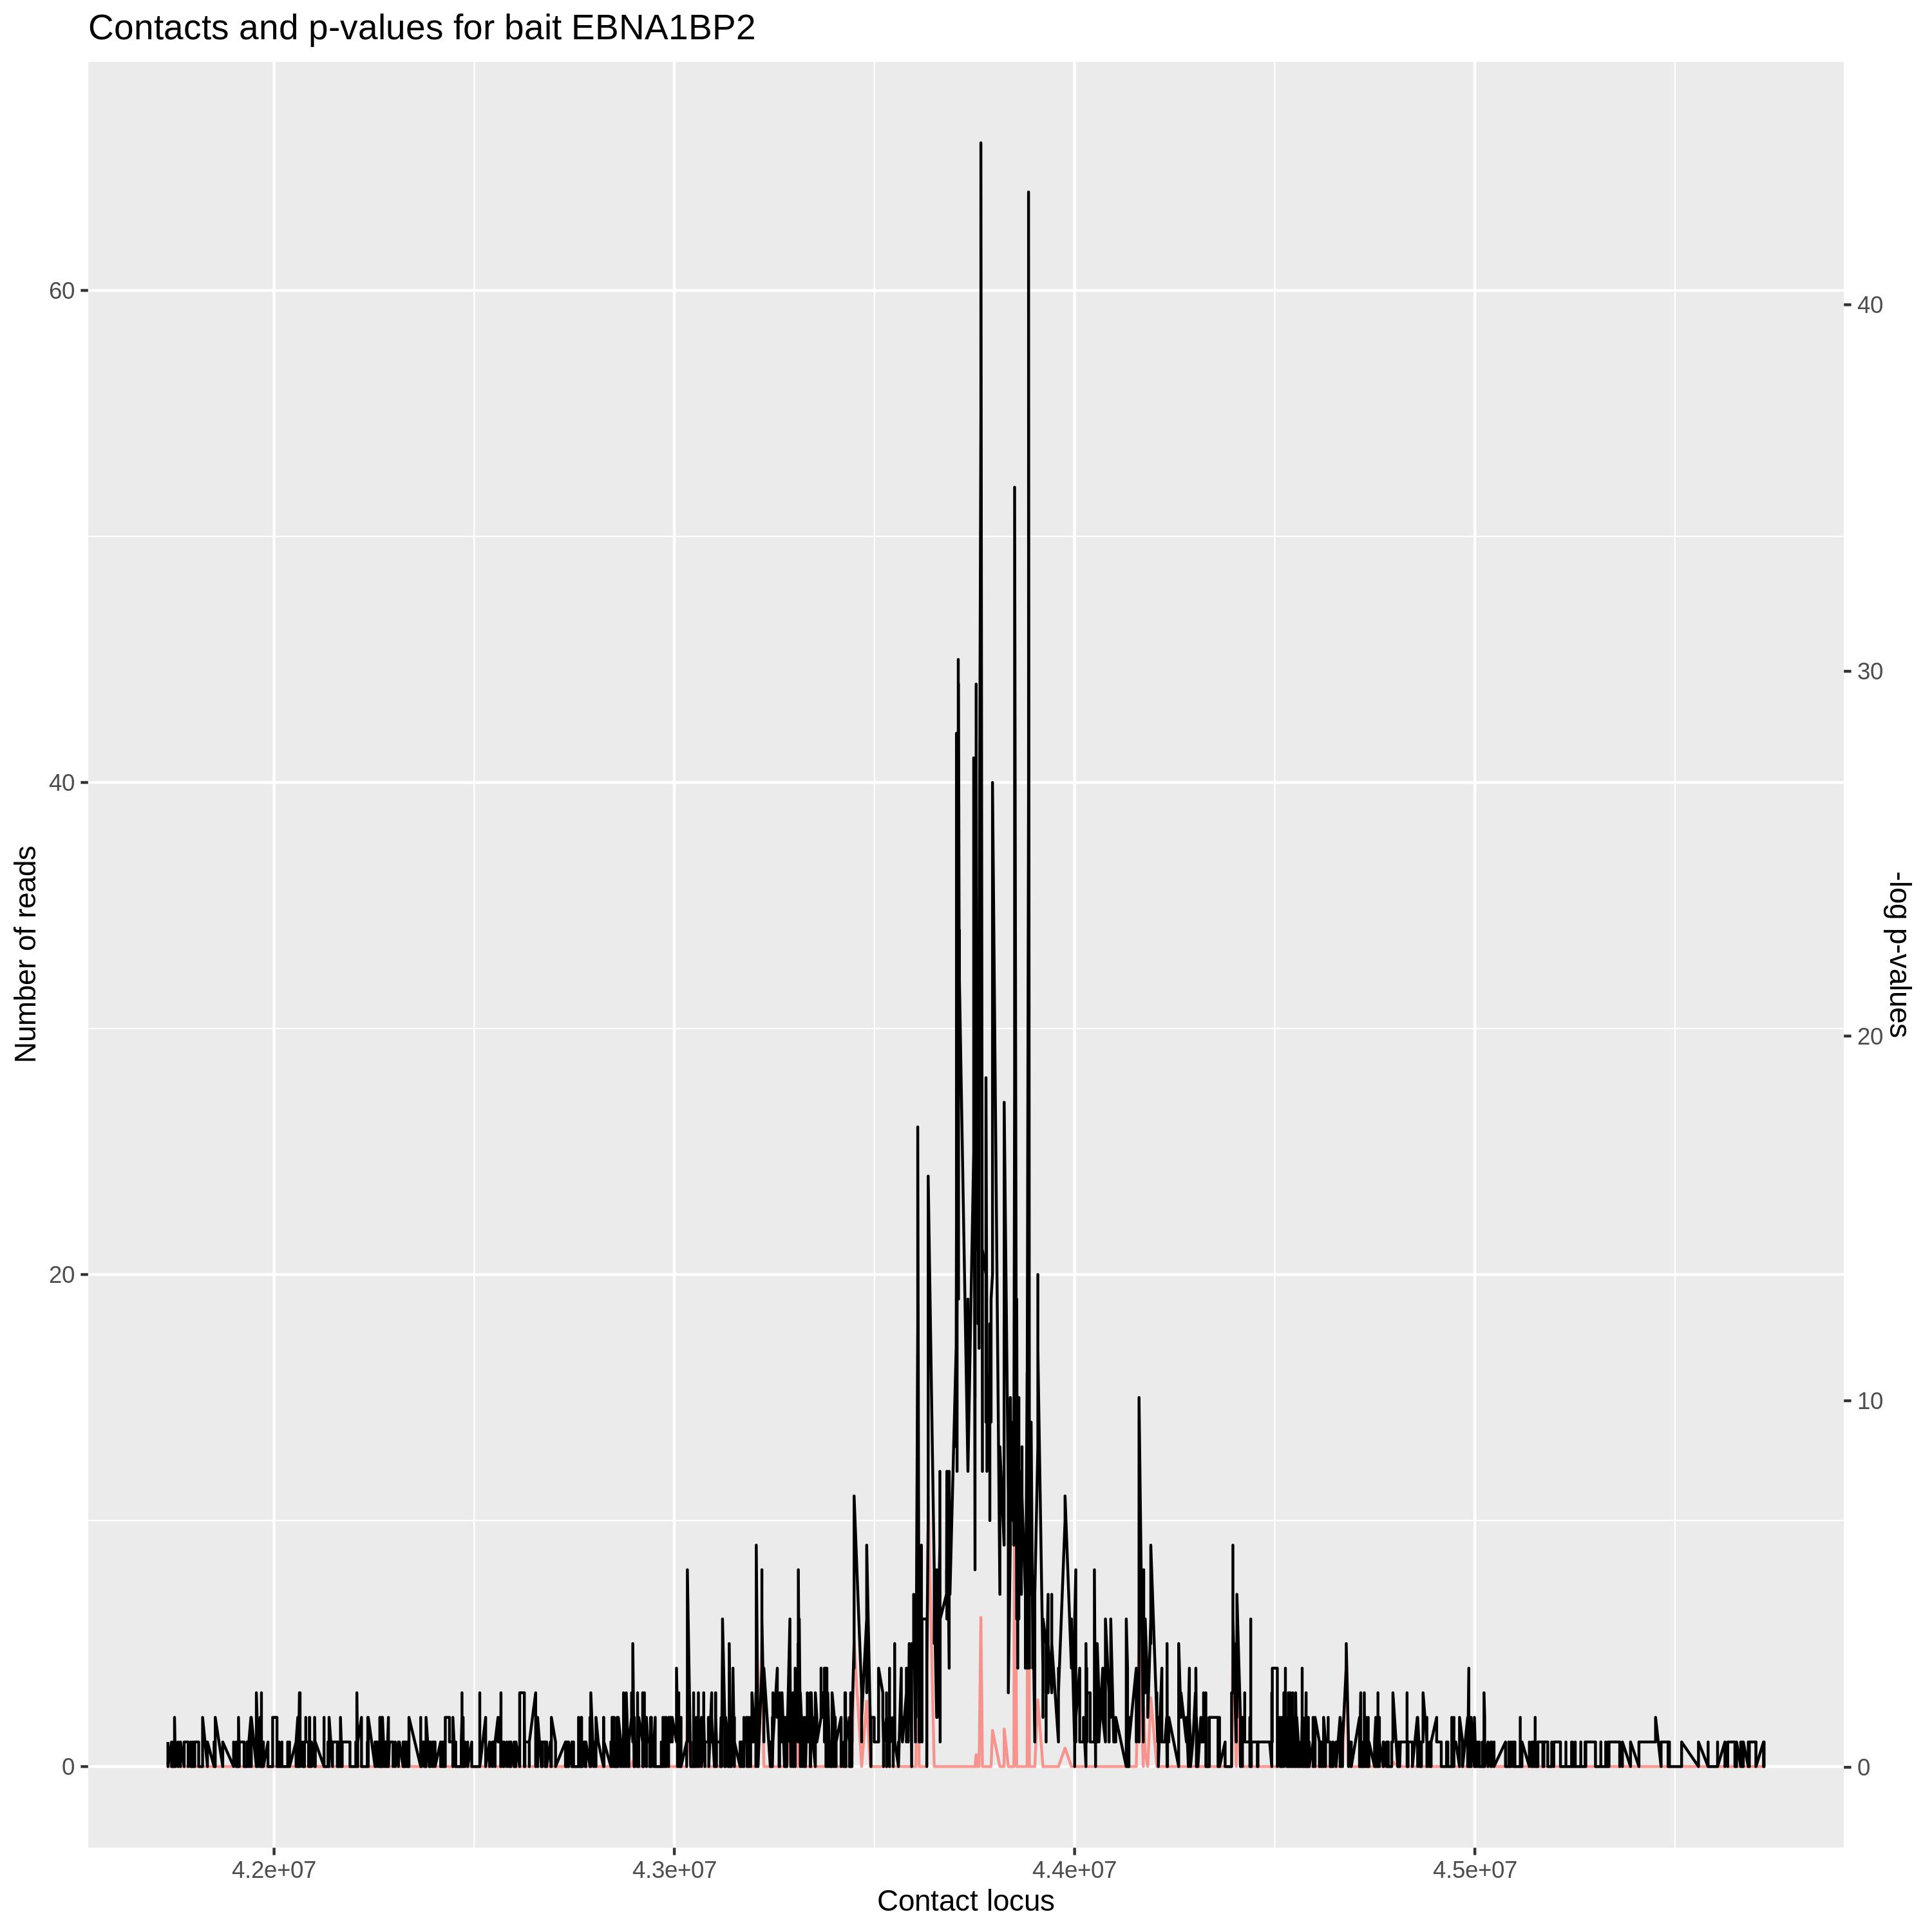 Contacts and p-values for bait EBNA1BP2
60
40
20
0
Number of reads
40
30
20
10
0
-log p-values
4.2e+07
4.3e+07
4.4e+07
4.5e+07
Contact locus